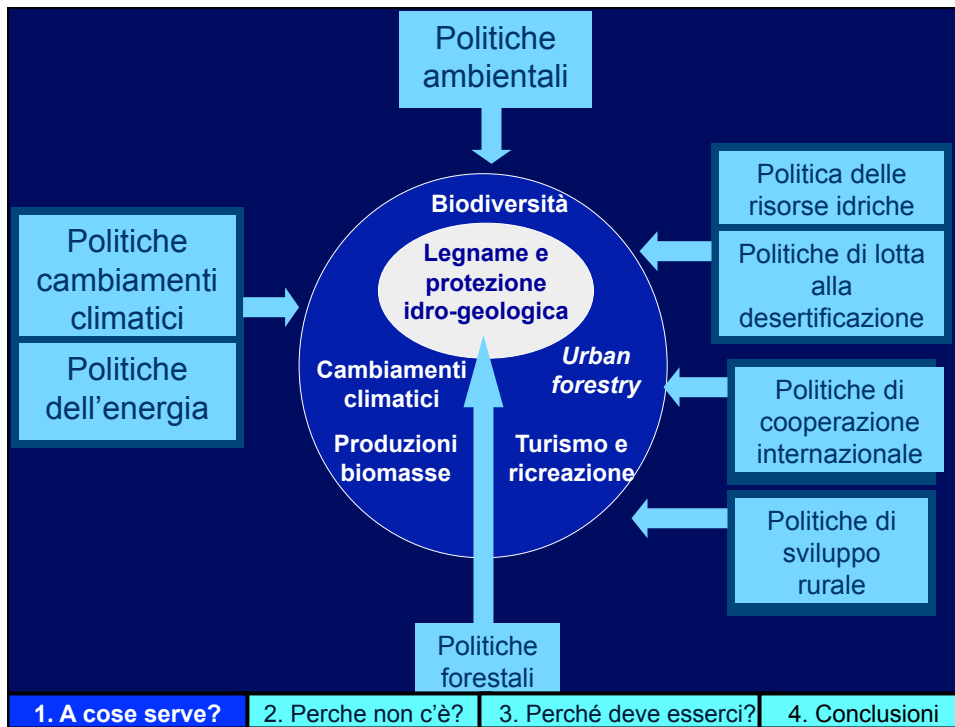 Politiche
ambientali
Politica delle
risorse idriche
Politiche di lotta
alla
desertificazione
Politiche
cambiamenti
climatici
Politiche
dell’energia
Biodiversità
Legname e
protezione
idro-geologica
Cambiamenti
climatici
Urban
forestry
Produzioni
biomasse
Turismo e
ricreazione
Politiche di
cooperazione
internazionale
Politiche di
sviluppo
rurale
Politiche
forestali
1. A cose serve?
2. Perche non c’è?
3. Perché deve esserci?
4. Conclusioni